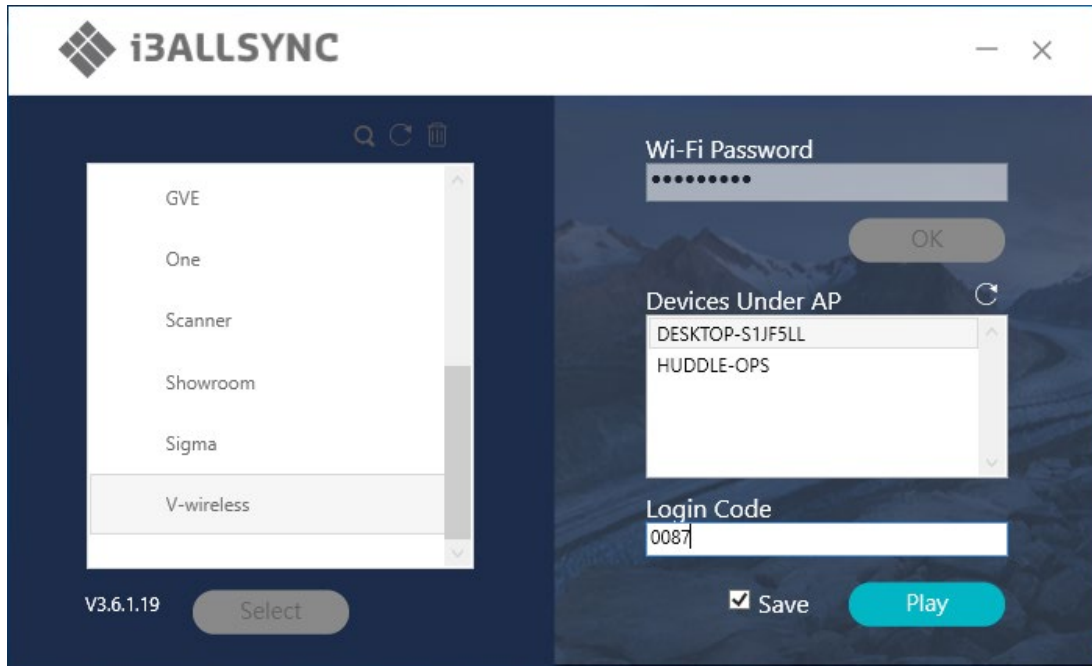 i3ALLSYNC
GVE
One
Scanner
Showroom
Sigma
V-wireless
V3.6.1.19
Select
Wi-Fi Password
•••••••••
OK
Devices Under AP
DESKTOP-S1JF5LL
HUDDLE-OPS
Login Code
0087
Save
Play